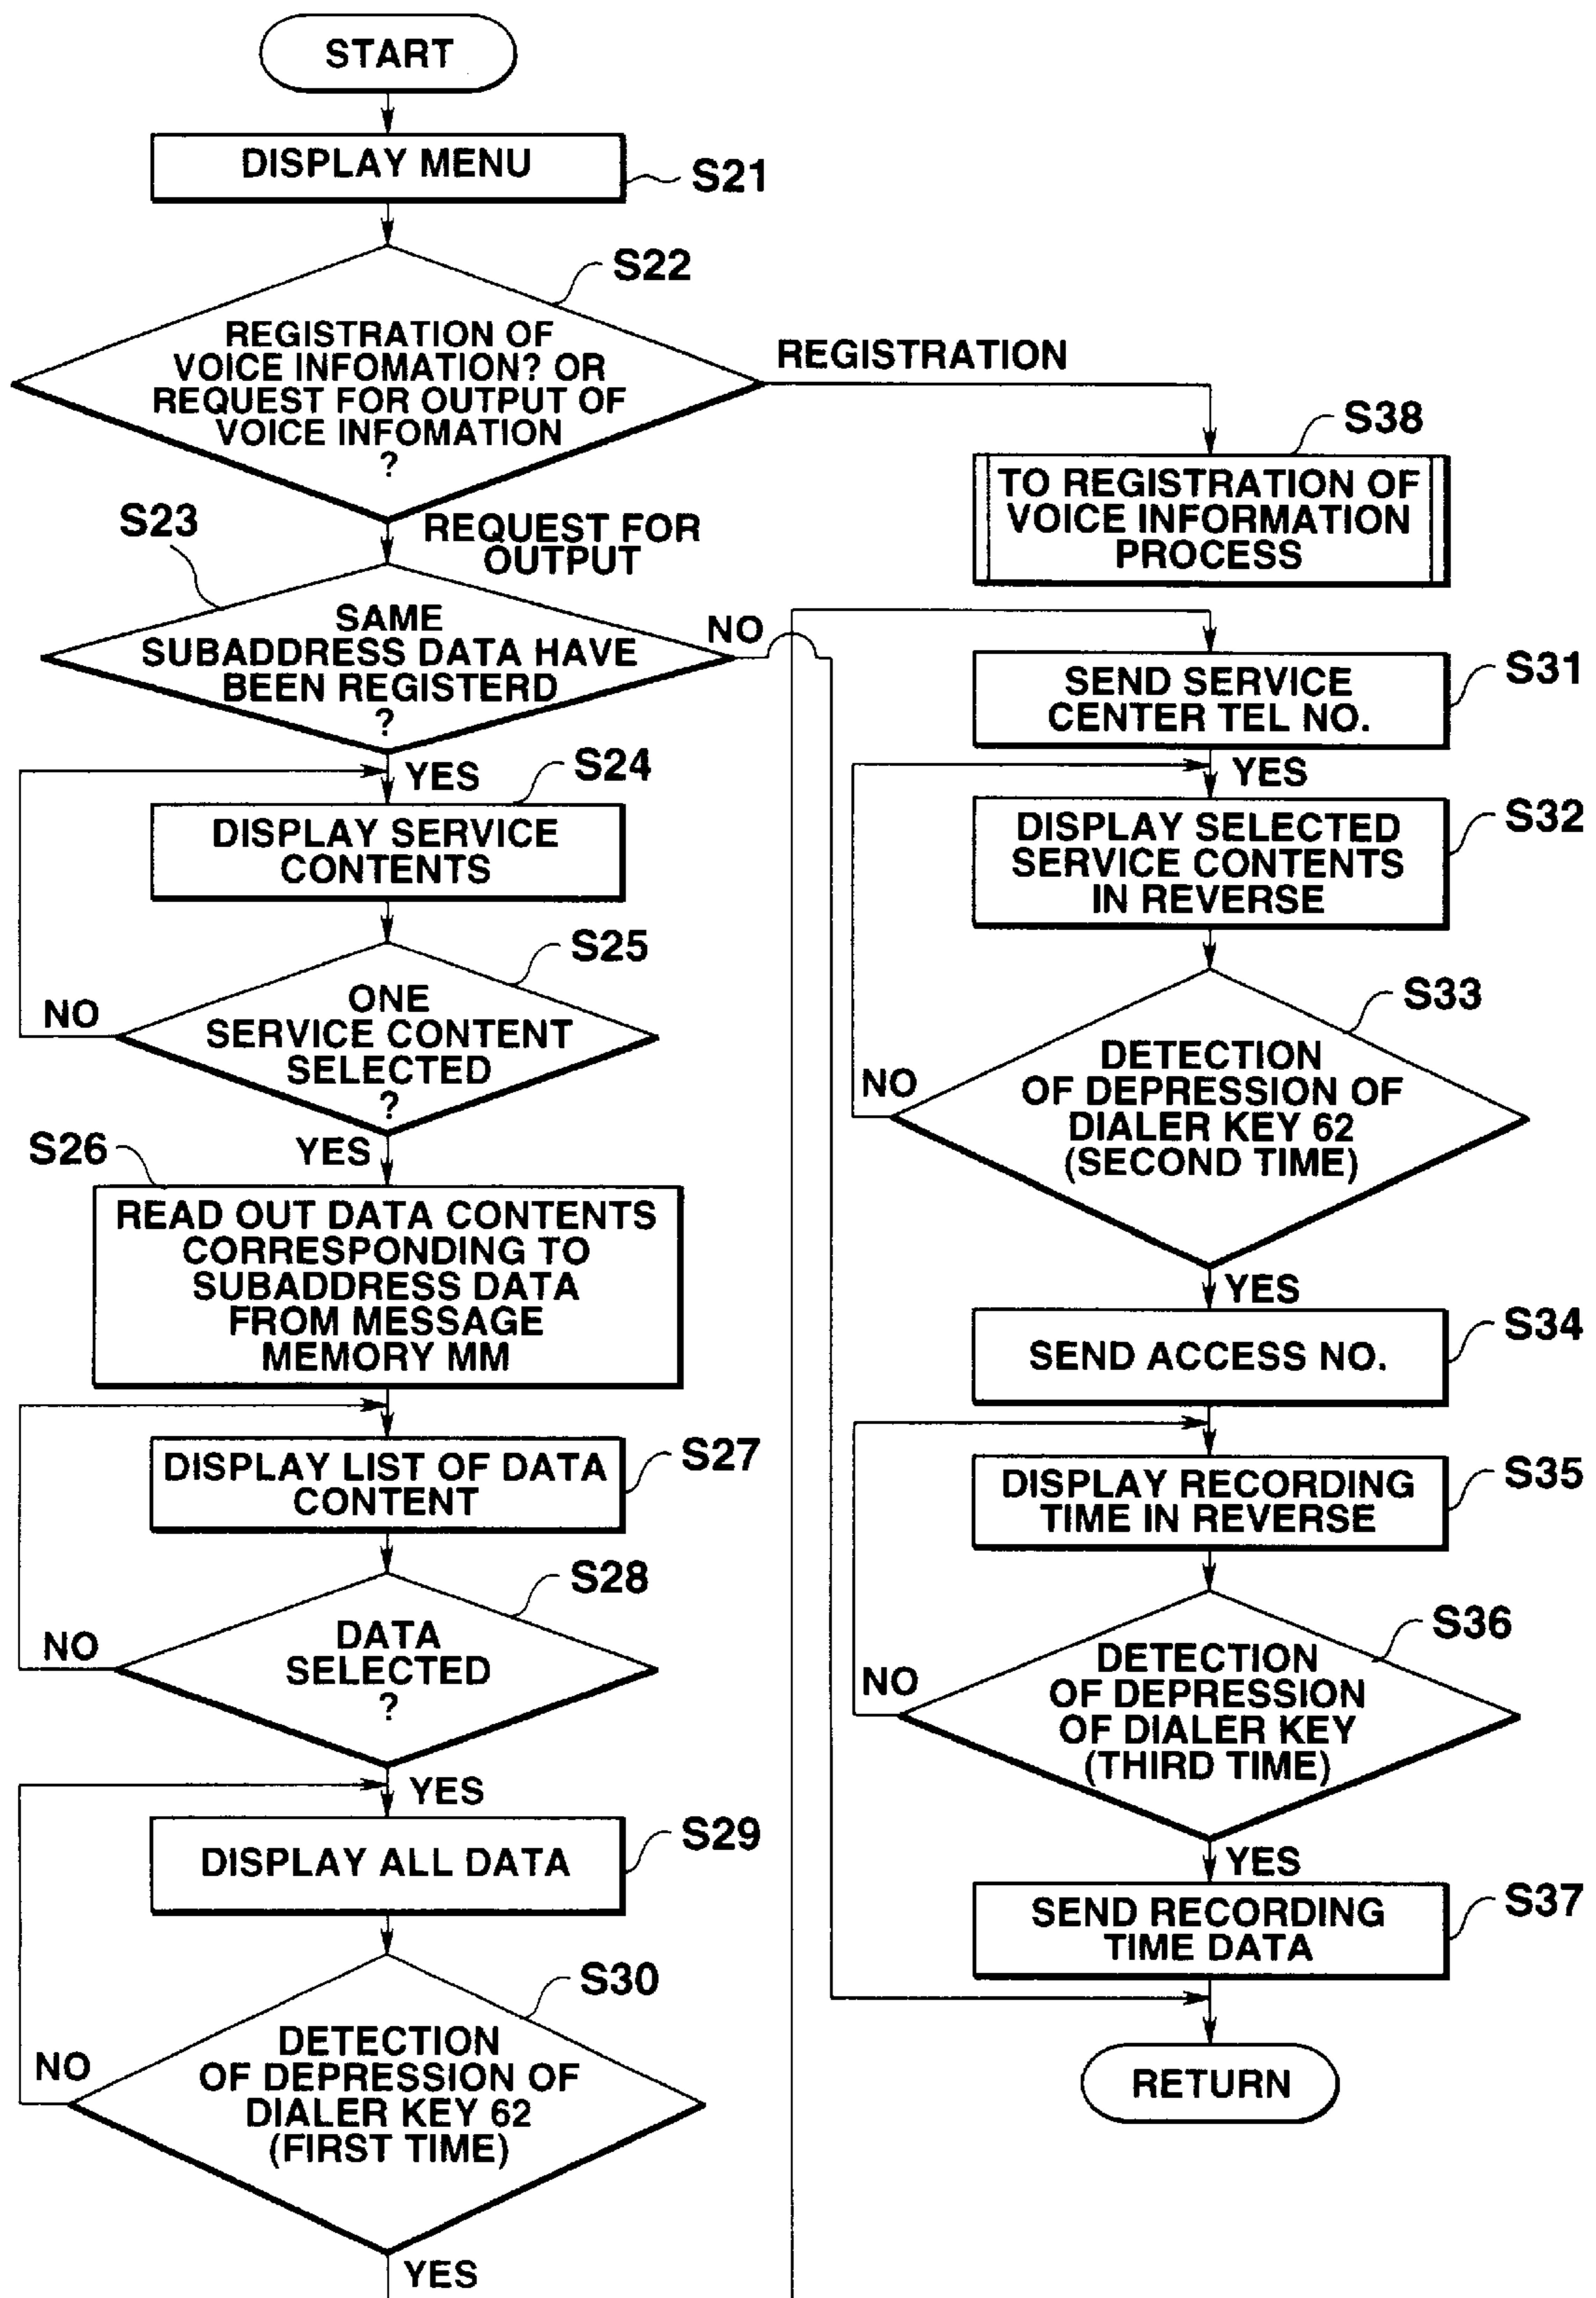 START
DISPLAY MENU
S21
S22
REGISTRATION OF
VOICE INFOMATION? OR
REQUEST FOR OUTPUT OF
VOICE INFOMATION
?
REGISTRATION
S38
TO REGISTRATION OF
VOICE INFORMATION
PROCESS
REQUEST FOR
OUTPUT
S23
SAME
SUBADDRESS DATA HAVE
BEEN REGISTERD
?
NO
YES
S24
DISPLAY SERVICE
CONTENTS
S25
ONE
SERVICE CONTENT
SELECTED
?
NO
YES
S26
READ OUT DATA CONTENTS
CORRESPONDING TO
SUBADDRESS DATA
FROM MESSAGE
MEMORY MM
DISPLAY LIST OF DATA
CONTENT
S27
S28
DATA
SELECTED
?
NO
YES
DISPLAY ALL DATA
S29
S30
DETECTION
OF DEPRESSION OF
DIALER KEY 62
(FIRST TIME)
NO
YES
SEND SERVICE
CENTER TEL NO.
S31
YES
DISPLAY SELECTED
SERVICE CONTENTS
IN REVERSE
S32
S33
DETECTION
OF DEPRESSION OF
DIALER KEY 62
(SECOND TIME)
NO
YES
SEND ACCESS NO.
S34
DISPLAY RECORDING
TIME IN REVERSE
S35
S36
DETECTION
OF DEPRESSION
OF DIALER KEY
(THIRD TIME)
NO
YES
SEND RECORDING
TIME DATA
S37
RETURN